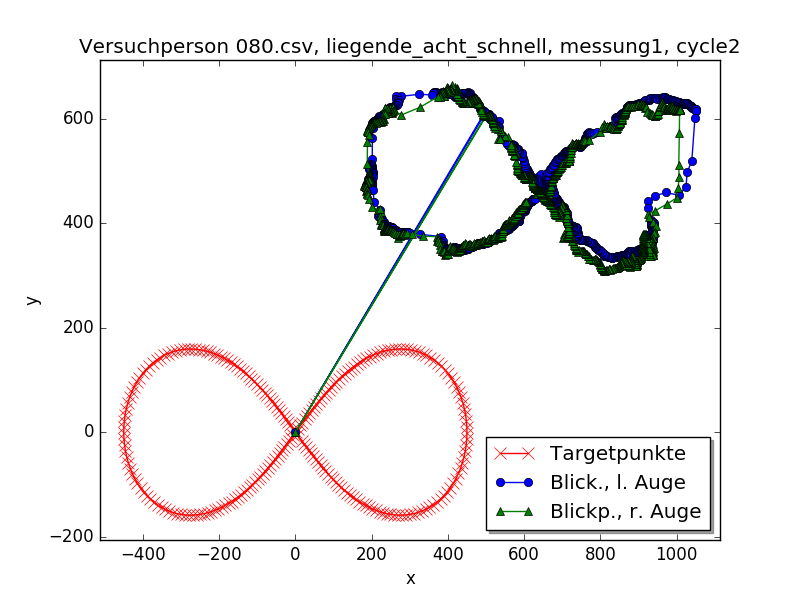 Versuchperson 080.csv, liegende_acht_schnell, messung1, cycle2
600
400
200
0
−200
y
−400
−200
0
200
400
600
800
1000
x
Targetpunkte
Blick., l. Auge
Blickp., r. Auge